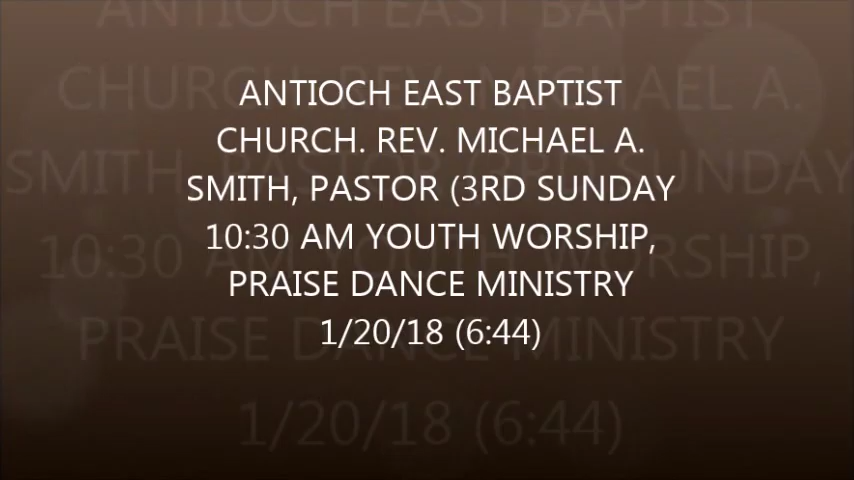 ANTIOCH EAST BAPTIST
CHURCH. REV. MICHAEL A.
SMITH, PASTOR (3RD SUNDAY
10:30 AM YOUTH WORSHIP,
PRAISE DANCE MINISTRY
1/20/18 (6:44)